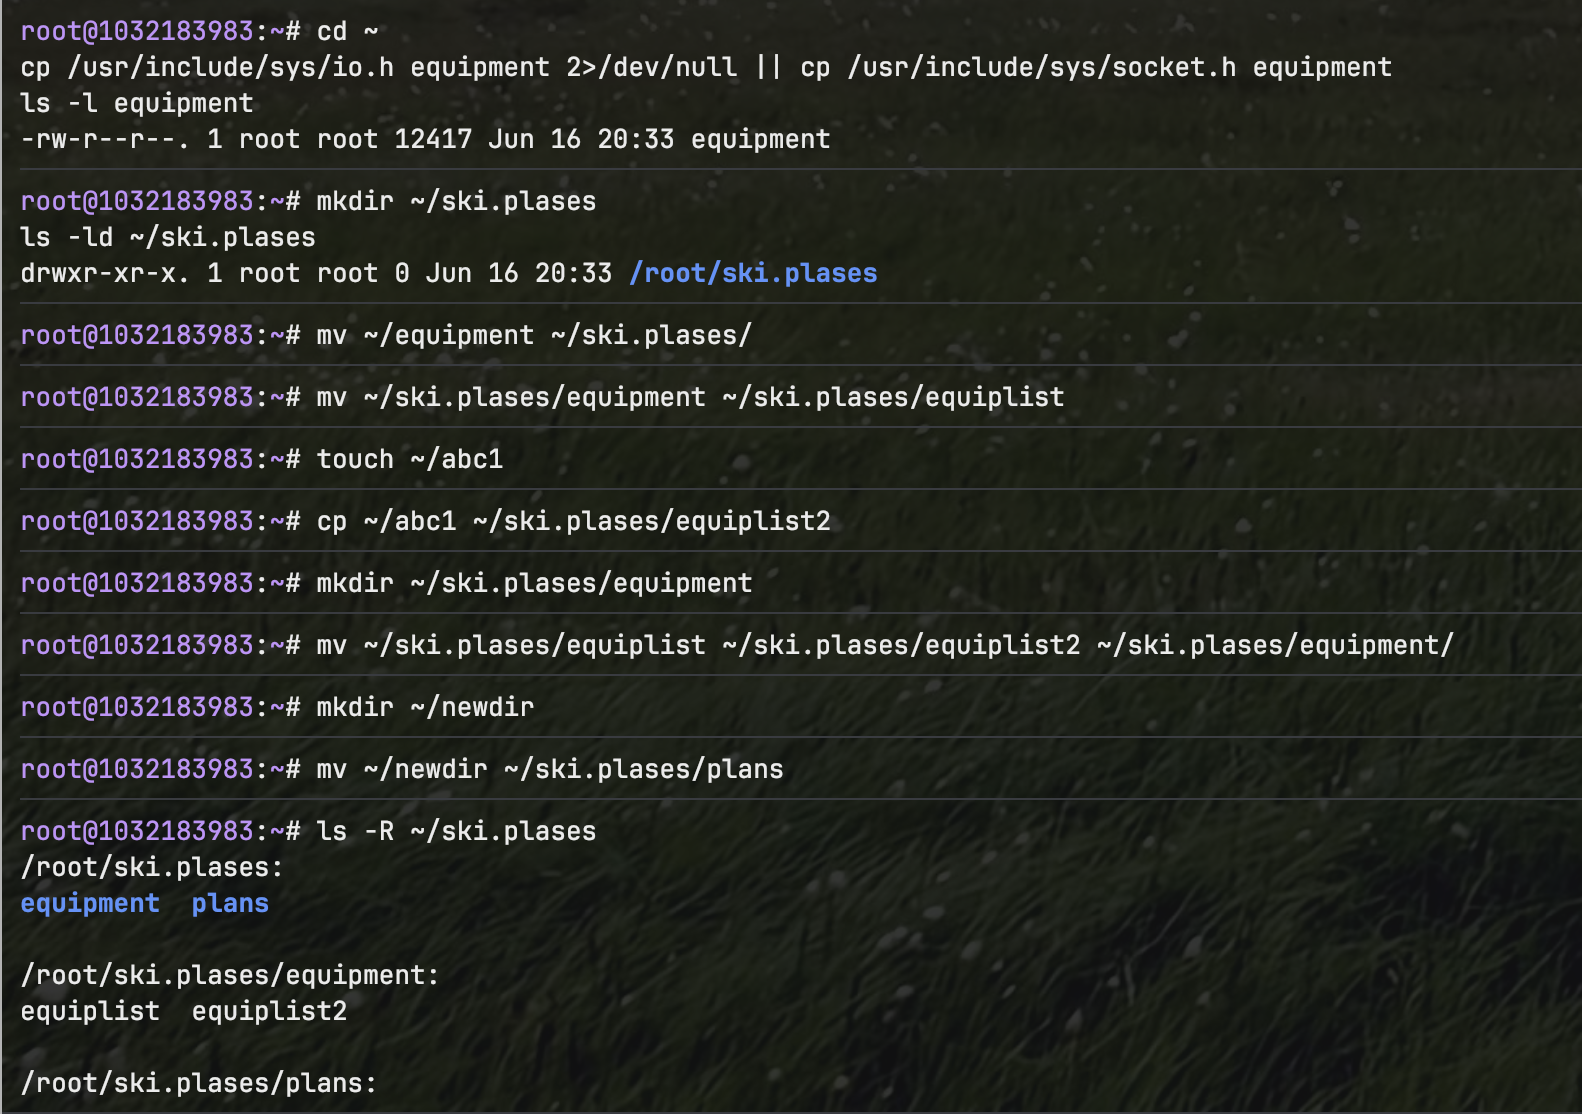 root@1032183983:~# cd ~
cp /usr/include/sys/io.h equipment 2>/dev/null || cp /usr/include/sys/socket.h equipment
ls -l equipment
-rw-r--r--. 1 root root 12417 Jun 16 20:33 equipment
root@1032183983:~# mkdir ~/ski.plases
ls -ld ~/ski.plases
drwxr-xr-x. 1 root root 0 Jun 16 20:33 /root/ski.plases
root@1032183983:~# mv ~/equipment ~/ski.plases/
root@1032183983:~# mv ~/ski.plases/equipment ~/ski.plases/equiplist
root@1032183983:~# touch ~/abc1
root@1032183983:~# cp ~/abc1 ~/ski.plases/equiplist2
root@1032183983:~# mkdir ~/ski.plases/equipment
root@1032183983:~# mv ~/ski.plases/equiplist ~/ski.plases/equiplist2 ~/ski.plases/equipment/
root@1032183983:~# mkdir ~/newdir
root@1032183983:~# mv ~/newdir ~/ski.plases/plans
root@1032183983:~# ls -R ~/ski.plases
/root/ski.plases:
equipment  plans
/root/ski.plases/equipment:
equiplist  equiplist2
/root/ski.plases/plans: